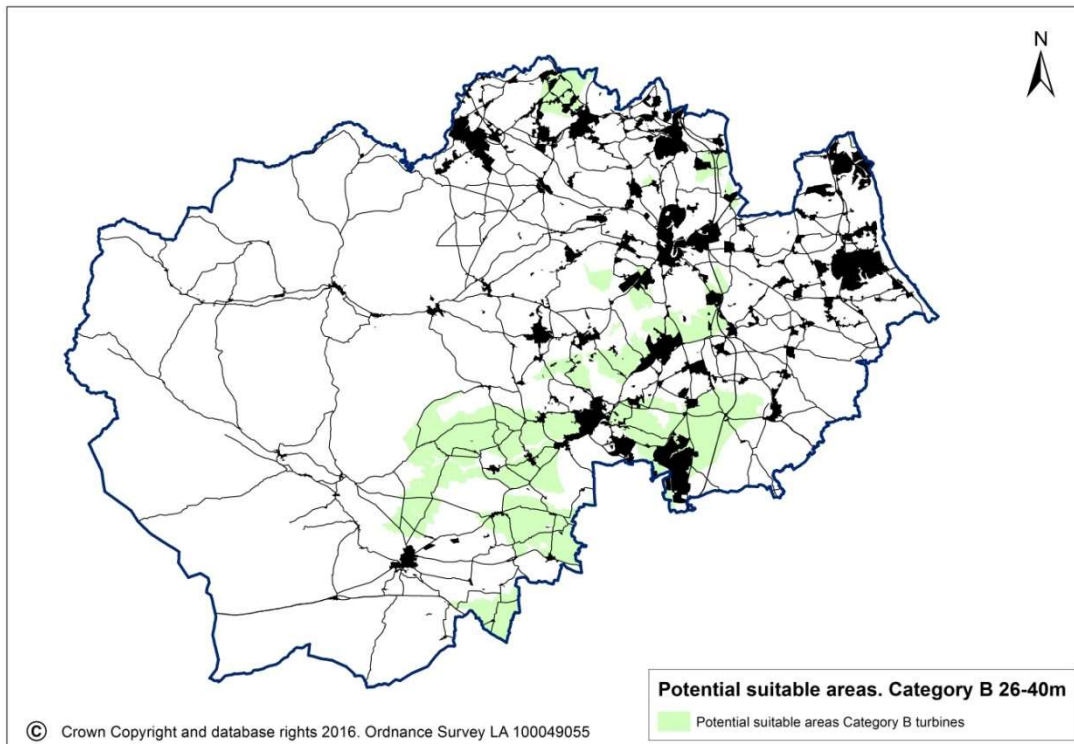 N
Potential suitable areas. Category B 26-40m
Potential suitable areas Category B turbines
© Crown Copyright and database rights 2016. Ordnance Survey LA 100049055